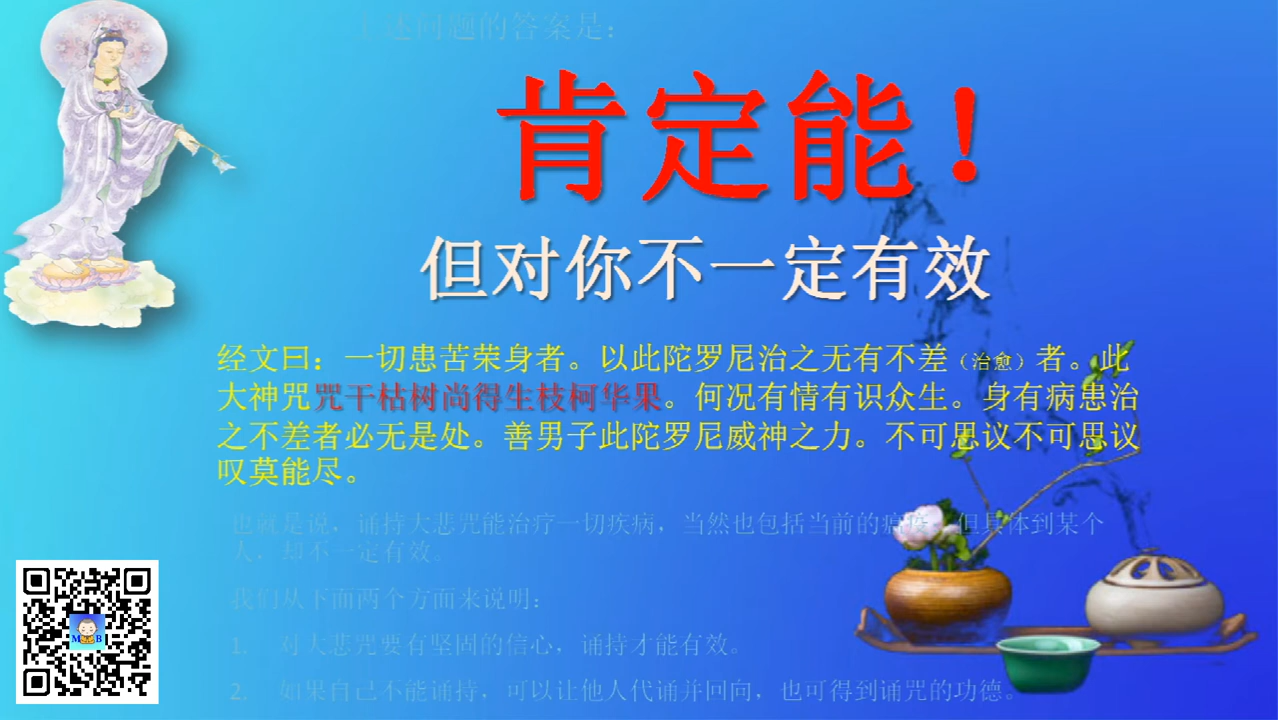 上述问题的答案是：
肯定能！
但对你不一定有效
经文曰：一切患苦荣身者。以此陀罗尼治之无有不差（治愈）者。此
大神咒咒干枯树尚得生枝柯华果。何况有情有识众生。身有病患治
之不差者必无是处。善男子此陀罗尼威神之力。不可思议不可思议
叹莫能尽。
也就是说，诵持大悲咒能治疗一切疾病，当然也包括当前的瘟疫，但具体到某个
人，却不一定有效。
我们从下面两个方面来说明：
1. 对大悲咒要有坚固的信心，诵持才能有效。
2. 如果自己不能诵持，可以让他人代诵并回向，也可得到诵咒的功德。
M B